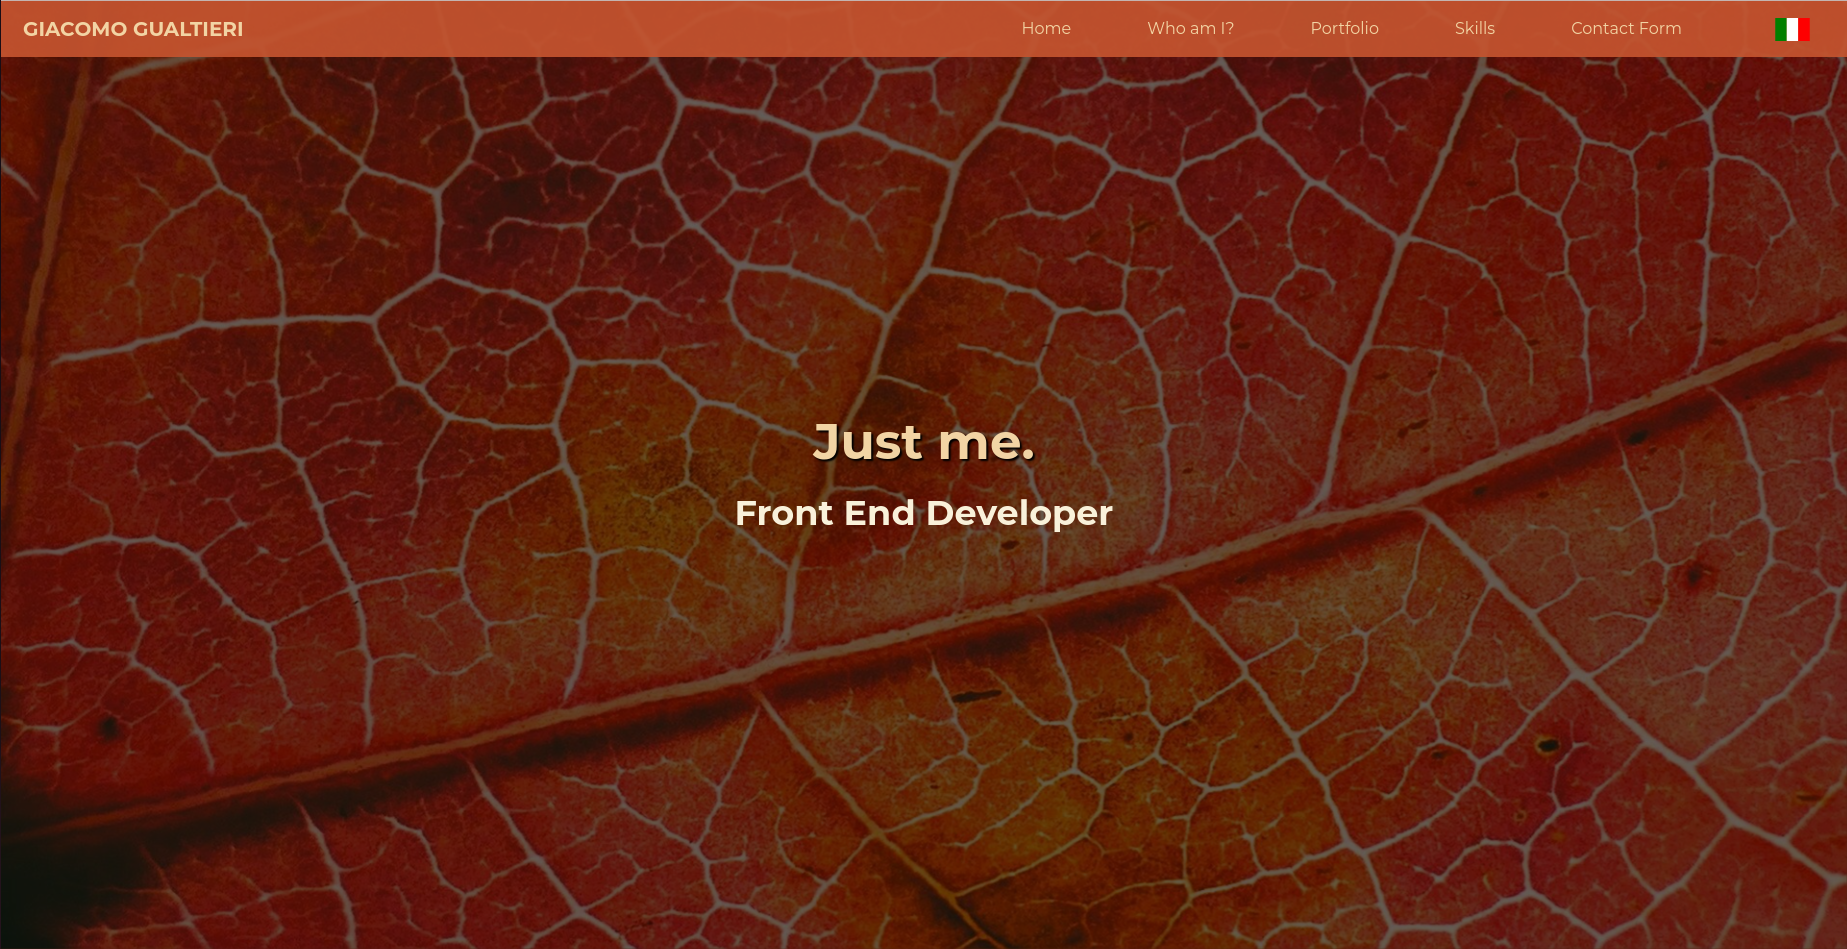 GIACOMO GUALTIERI
Home
Who am I?
Portfolio
Skills
Contact Form
Just me.
Front End Developer